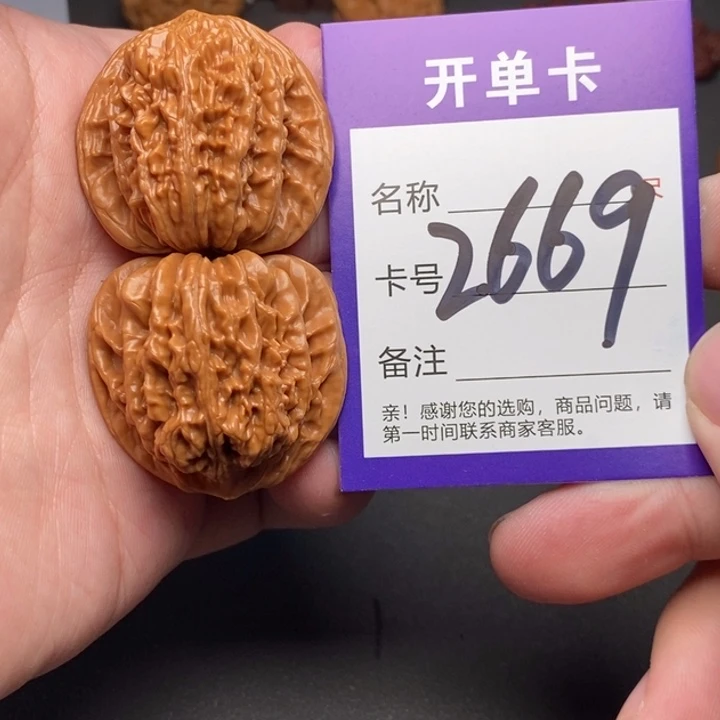 开单卡
名称
卡号 2669
备注
亲！感谢您的选购，商品问题，请
第一时间联系商家客服。